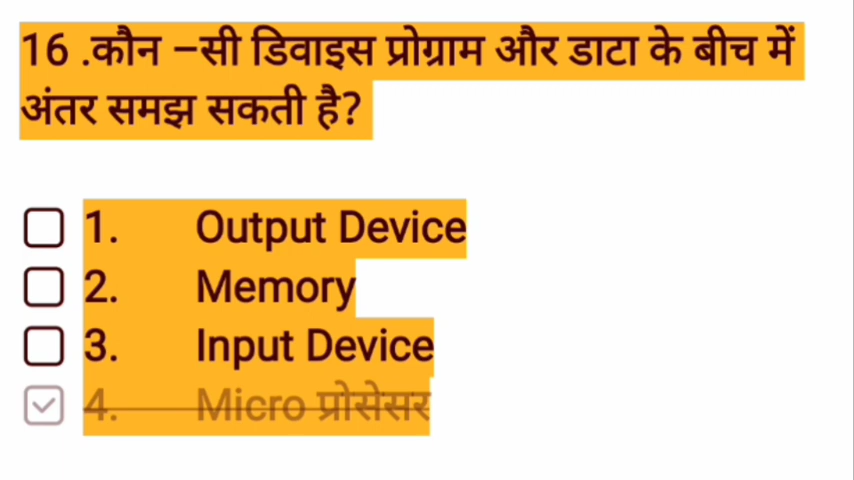 16 .कौन –सी डिवाइस प्रोग्राम और डाटा के बीच में
अंतर समझ सकती है?
1. Output Device
2. Memory
3. Input Device
4. Micro प्रोसेसर